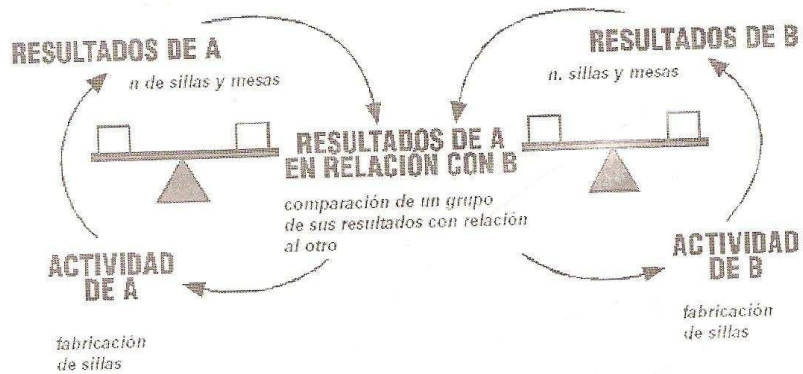 RESULTADOS DE A
n de sillas y mesas
RESULTADOS DE B
n. sillas y mesas
RESULTADOS DE A
EN RELACIÓN CON B
comparación de un grupo
de sus resultados con relación
al otro
ACTIVIDAD
DE A
fabricación
de sillas
ACTIVIDAD
DE B
fabricación
de sillas